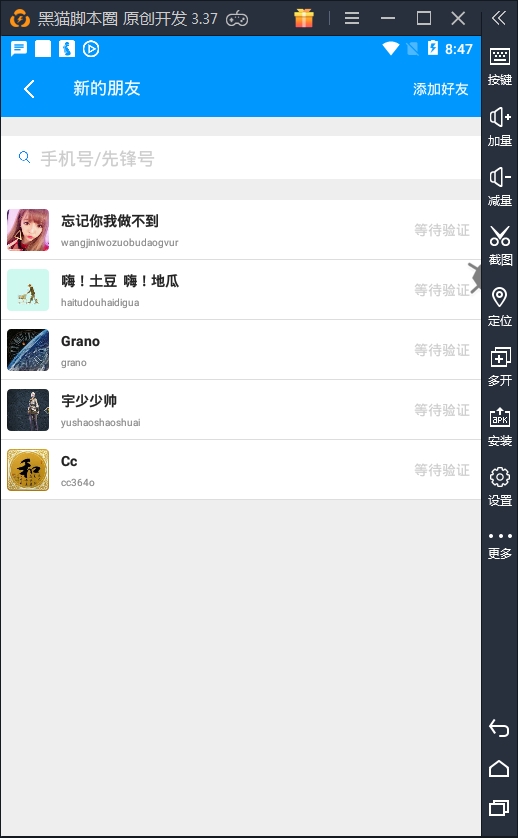 黑猫脚本圈 原创开发 3.37
8:47
新的朋友
添加好友
手机号/先锋号
忘记你我做不到
wangjiniwozuobudaogvur
等待验证
嗨！土豆 嗨！地瓜
haitudouhaidigua
等待验证
Grano
grano
等待验证
宇少少帅
yushaoshaoshuai
等待验证
和
Cc
cc364o
等待验证
按键
加量
减量
截图
定位
多开
APK
安装
设置
更多